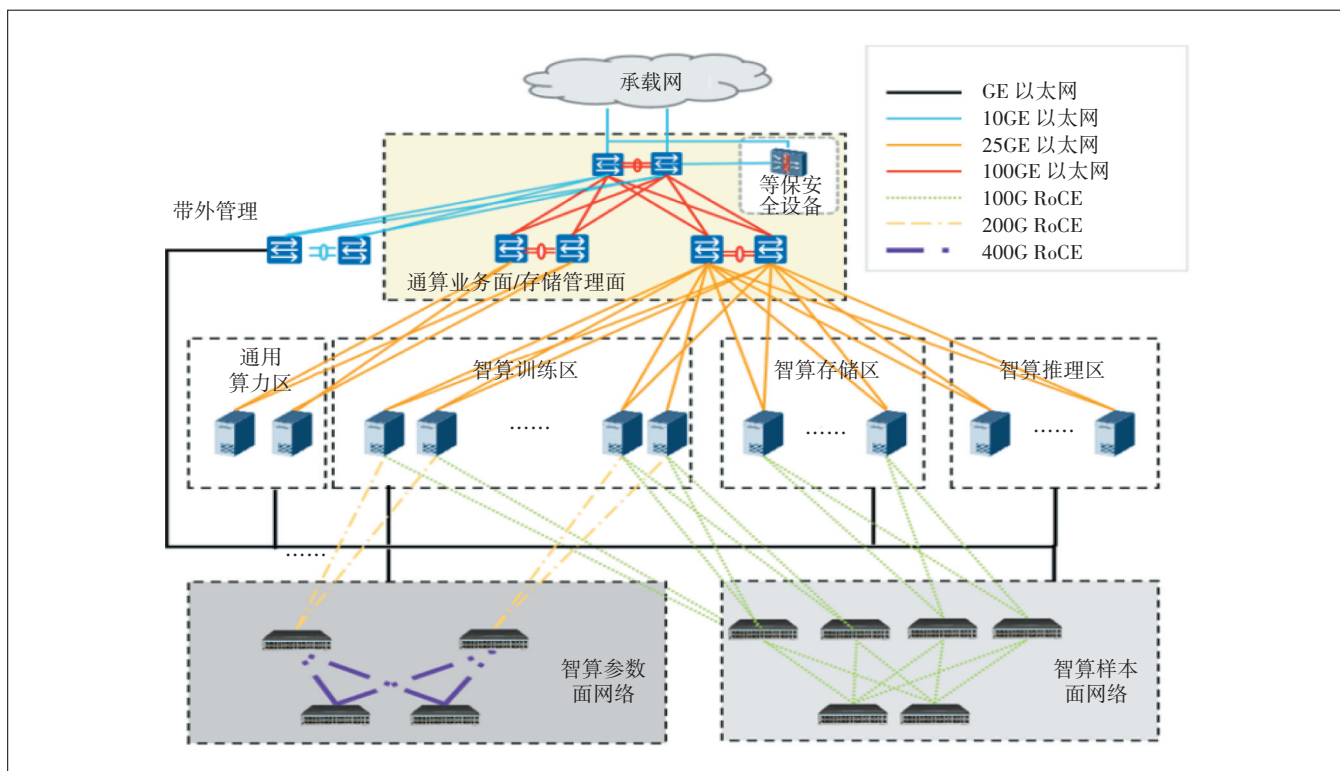 承载网
GE 以太网
10GE 以太网
25GE 以太网
100GE 以太网
100G RoCE
200G RoCE
400G RoCE
等保安
全设备
带外管理
通算业务面/存储管理面
通用
算力区
智算训练区
智算存储区
智算推理区
……
……
……
……
智算参数
面网络
智算样本
面网络